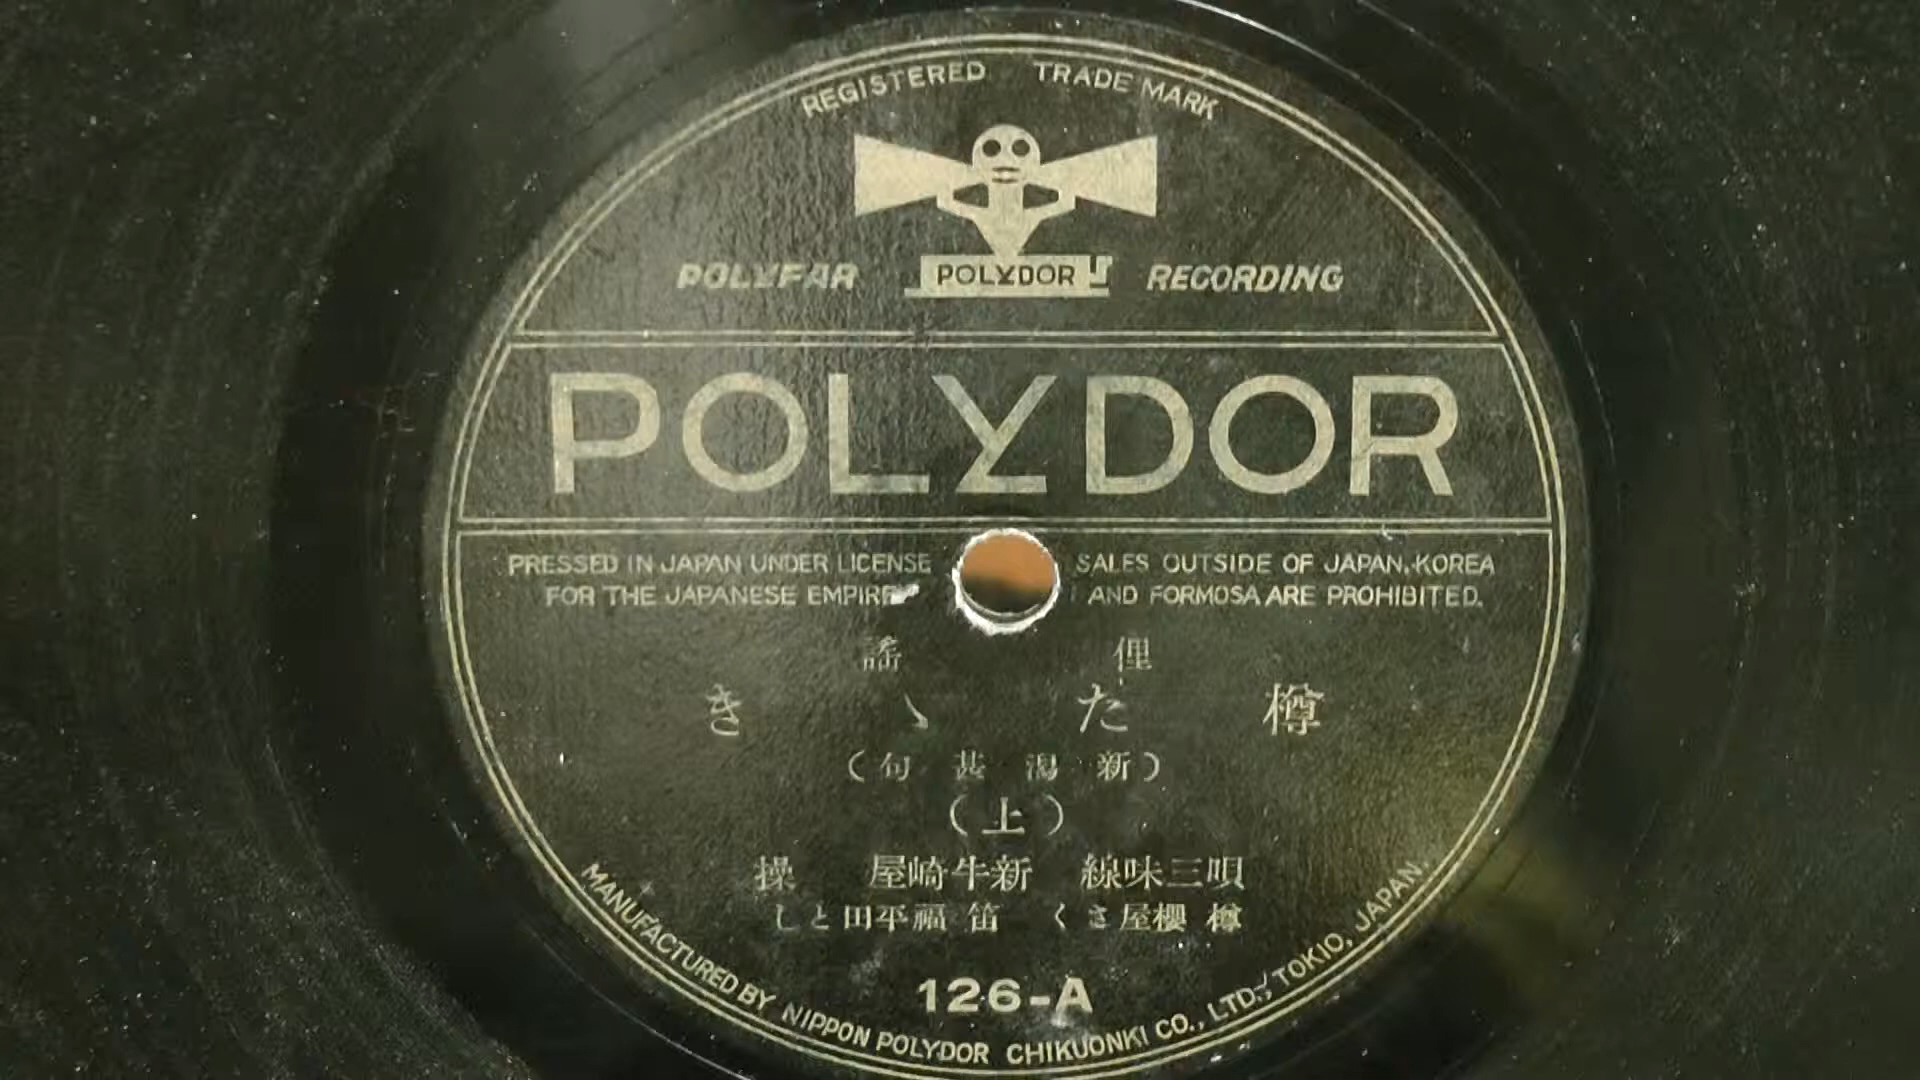 REGISTERED TRADE MARK
POLYFAR POLYDOR RECORDING
POLYDOR
PRESSED IN JAPAN UNDER LICENSE SALES OUTSIDE OF JAPAN, KOREA
FOR THE JAPANESE EMPIRE AND FORMOSA ARE PROHIBITED.
俚謠
樽たゝき
(新潟甚句)
(上)
唄三味線 新牛崎屋 操
樽 櫻屋さく 笛 福平田とし
126-A
MANUFACTURED BY NIPPON POLYDOR CHIKUONKI CO., LTD., TOKIO, JAPAN.